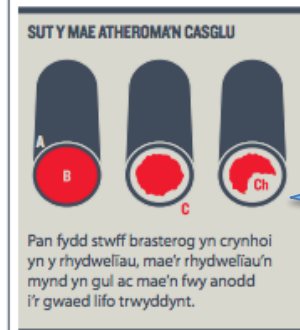 SUT Y MAE ATHEROMA'N CASGLU
A
B
C
Ch
Pan fydd stwff brasterog yn crynhoi
yn y rhydwelïau, mae'r rhydwelïau'n
mynd yn gul ac mae'n fwy anodd
i'r gwaed lifo trwyddynt.